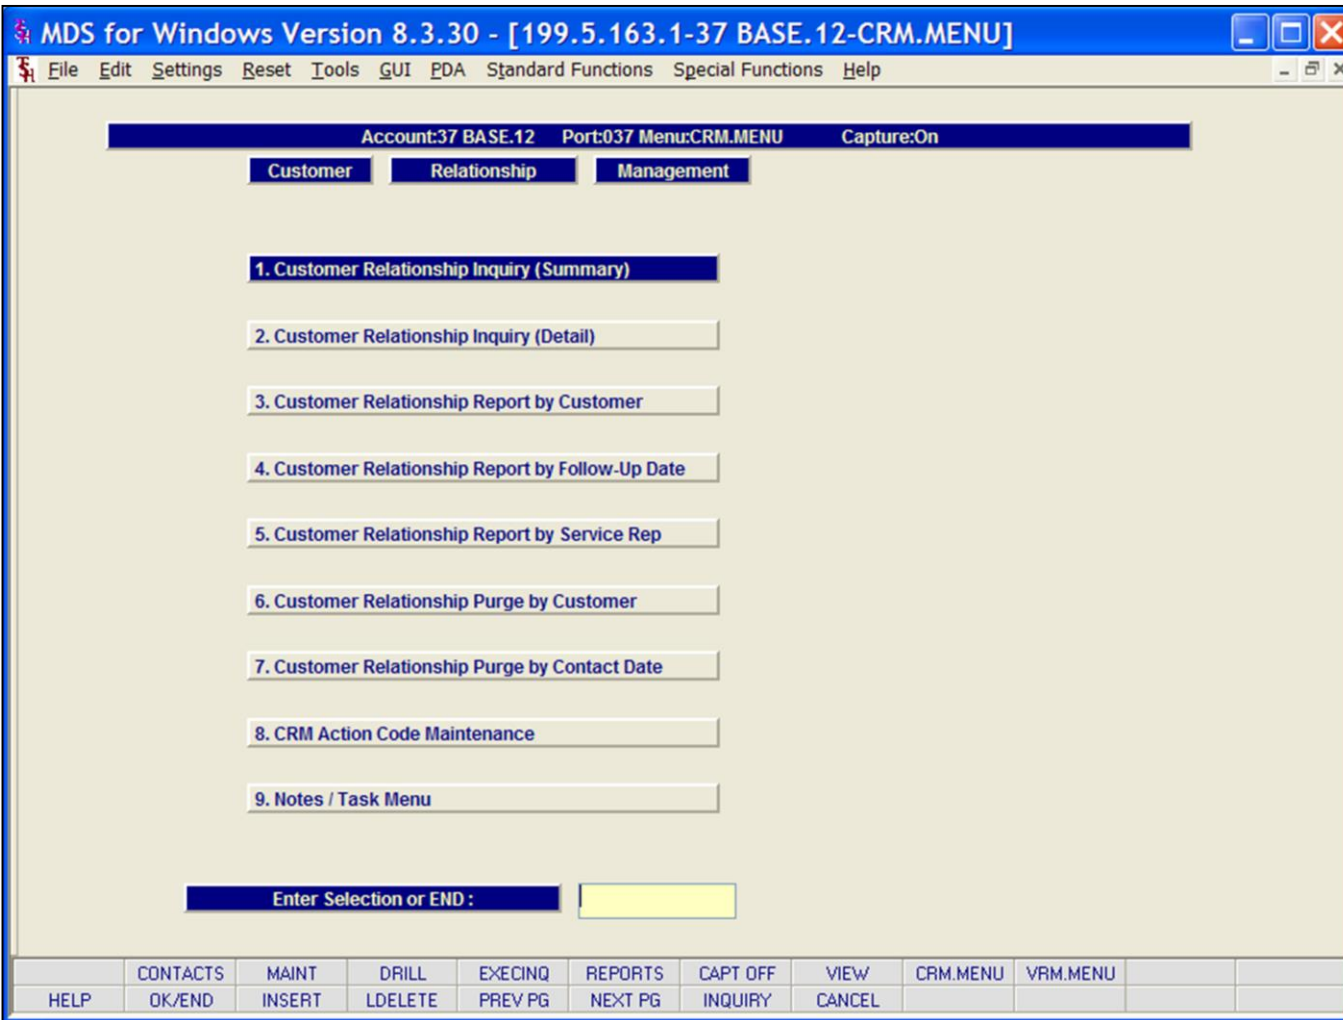 MDS for Windows Version 8.3.30 - [199.5.163.1-37 BASE.12-CRM.MENU]
File Edit Settings Reset Tools GUI PDA Standard Functions Special Functions Help
Account:37 BASE.12 Port:037 Menu:CRM.MENU Capture:On
Customer Relationship Management
1. Customer Relationship Inquiry (Summary)
2. Customer Relationship Inquiry (Detail)
3. Customer Relationship Report by Customer
4. Customer Relationship Report by Follow-Up Date
5. Customer Relationship Report by Service Rep
6. Customer Relationship Purge by Customer
7. Customer Relationship Purge by Contact Date
8. CRM Action Code Maintenance
9. Notes / Task Menu
Enter Selection or END :
CONTACTS MAINT DRILL EXECINQ REPORTS CAPT OFF VIEW CRM.MENU VRM.MENU
HELP OK/END INSERT LDELETE PREV PG NEXT PG INQUIRY CANCEL